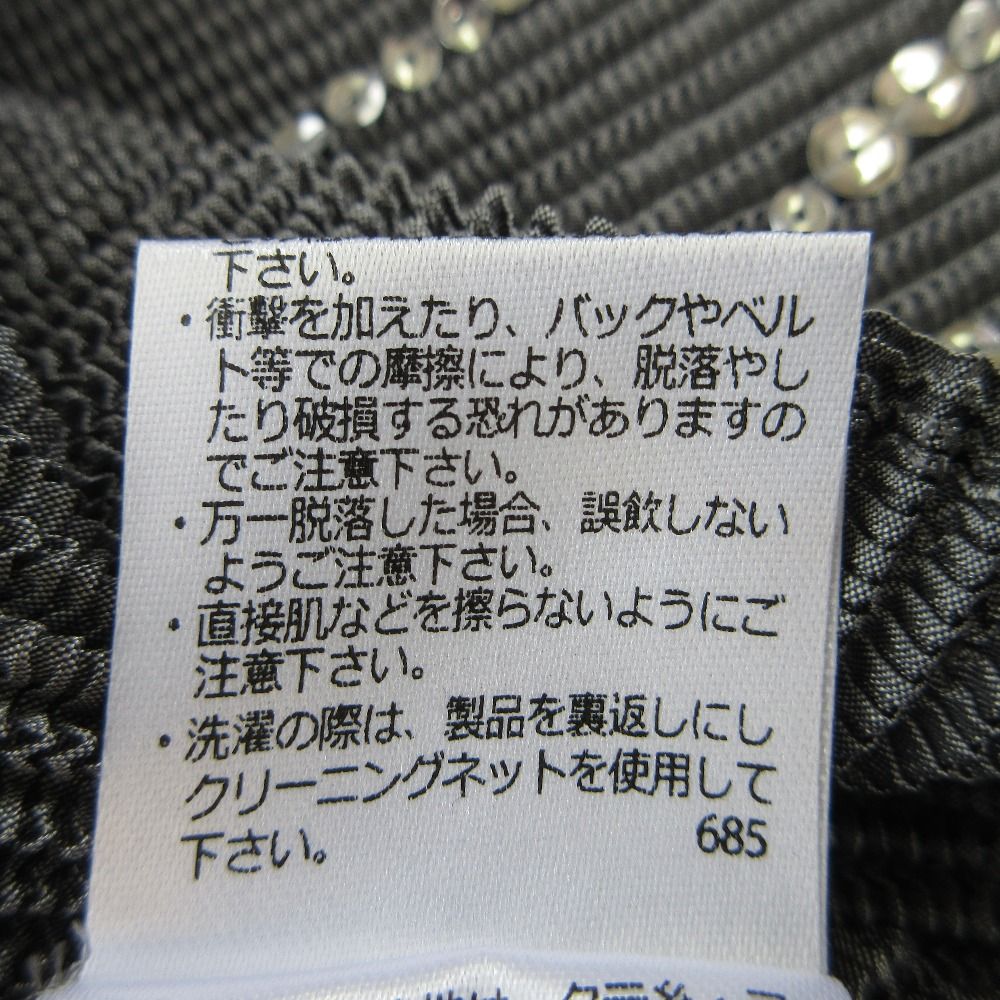 下さい。
・衝撃を加えたり、バックやベル
ト等での摩擦により、脱落やし
たり破損する恐れがありますの
でご注意下さい。
・万一脱落した場合、誤飲しない
ようご注意下さい。
・直接肌などを擦らないようにご
注意下さい。
・洗濯の際は、製品を裏返しにし
クリーニングネットを使用して
下さい。 685